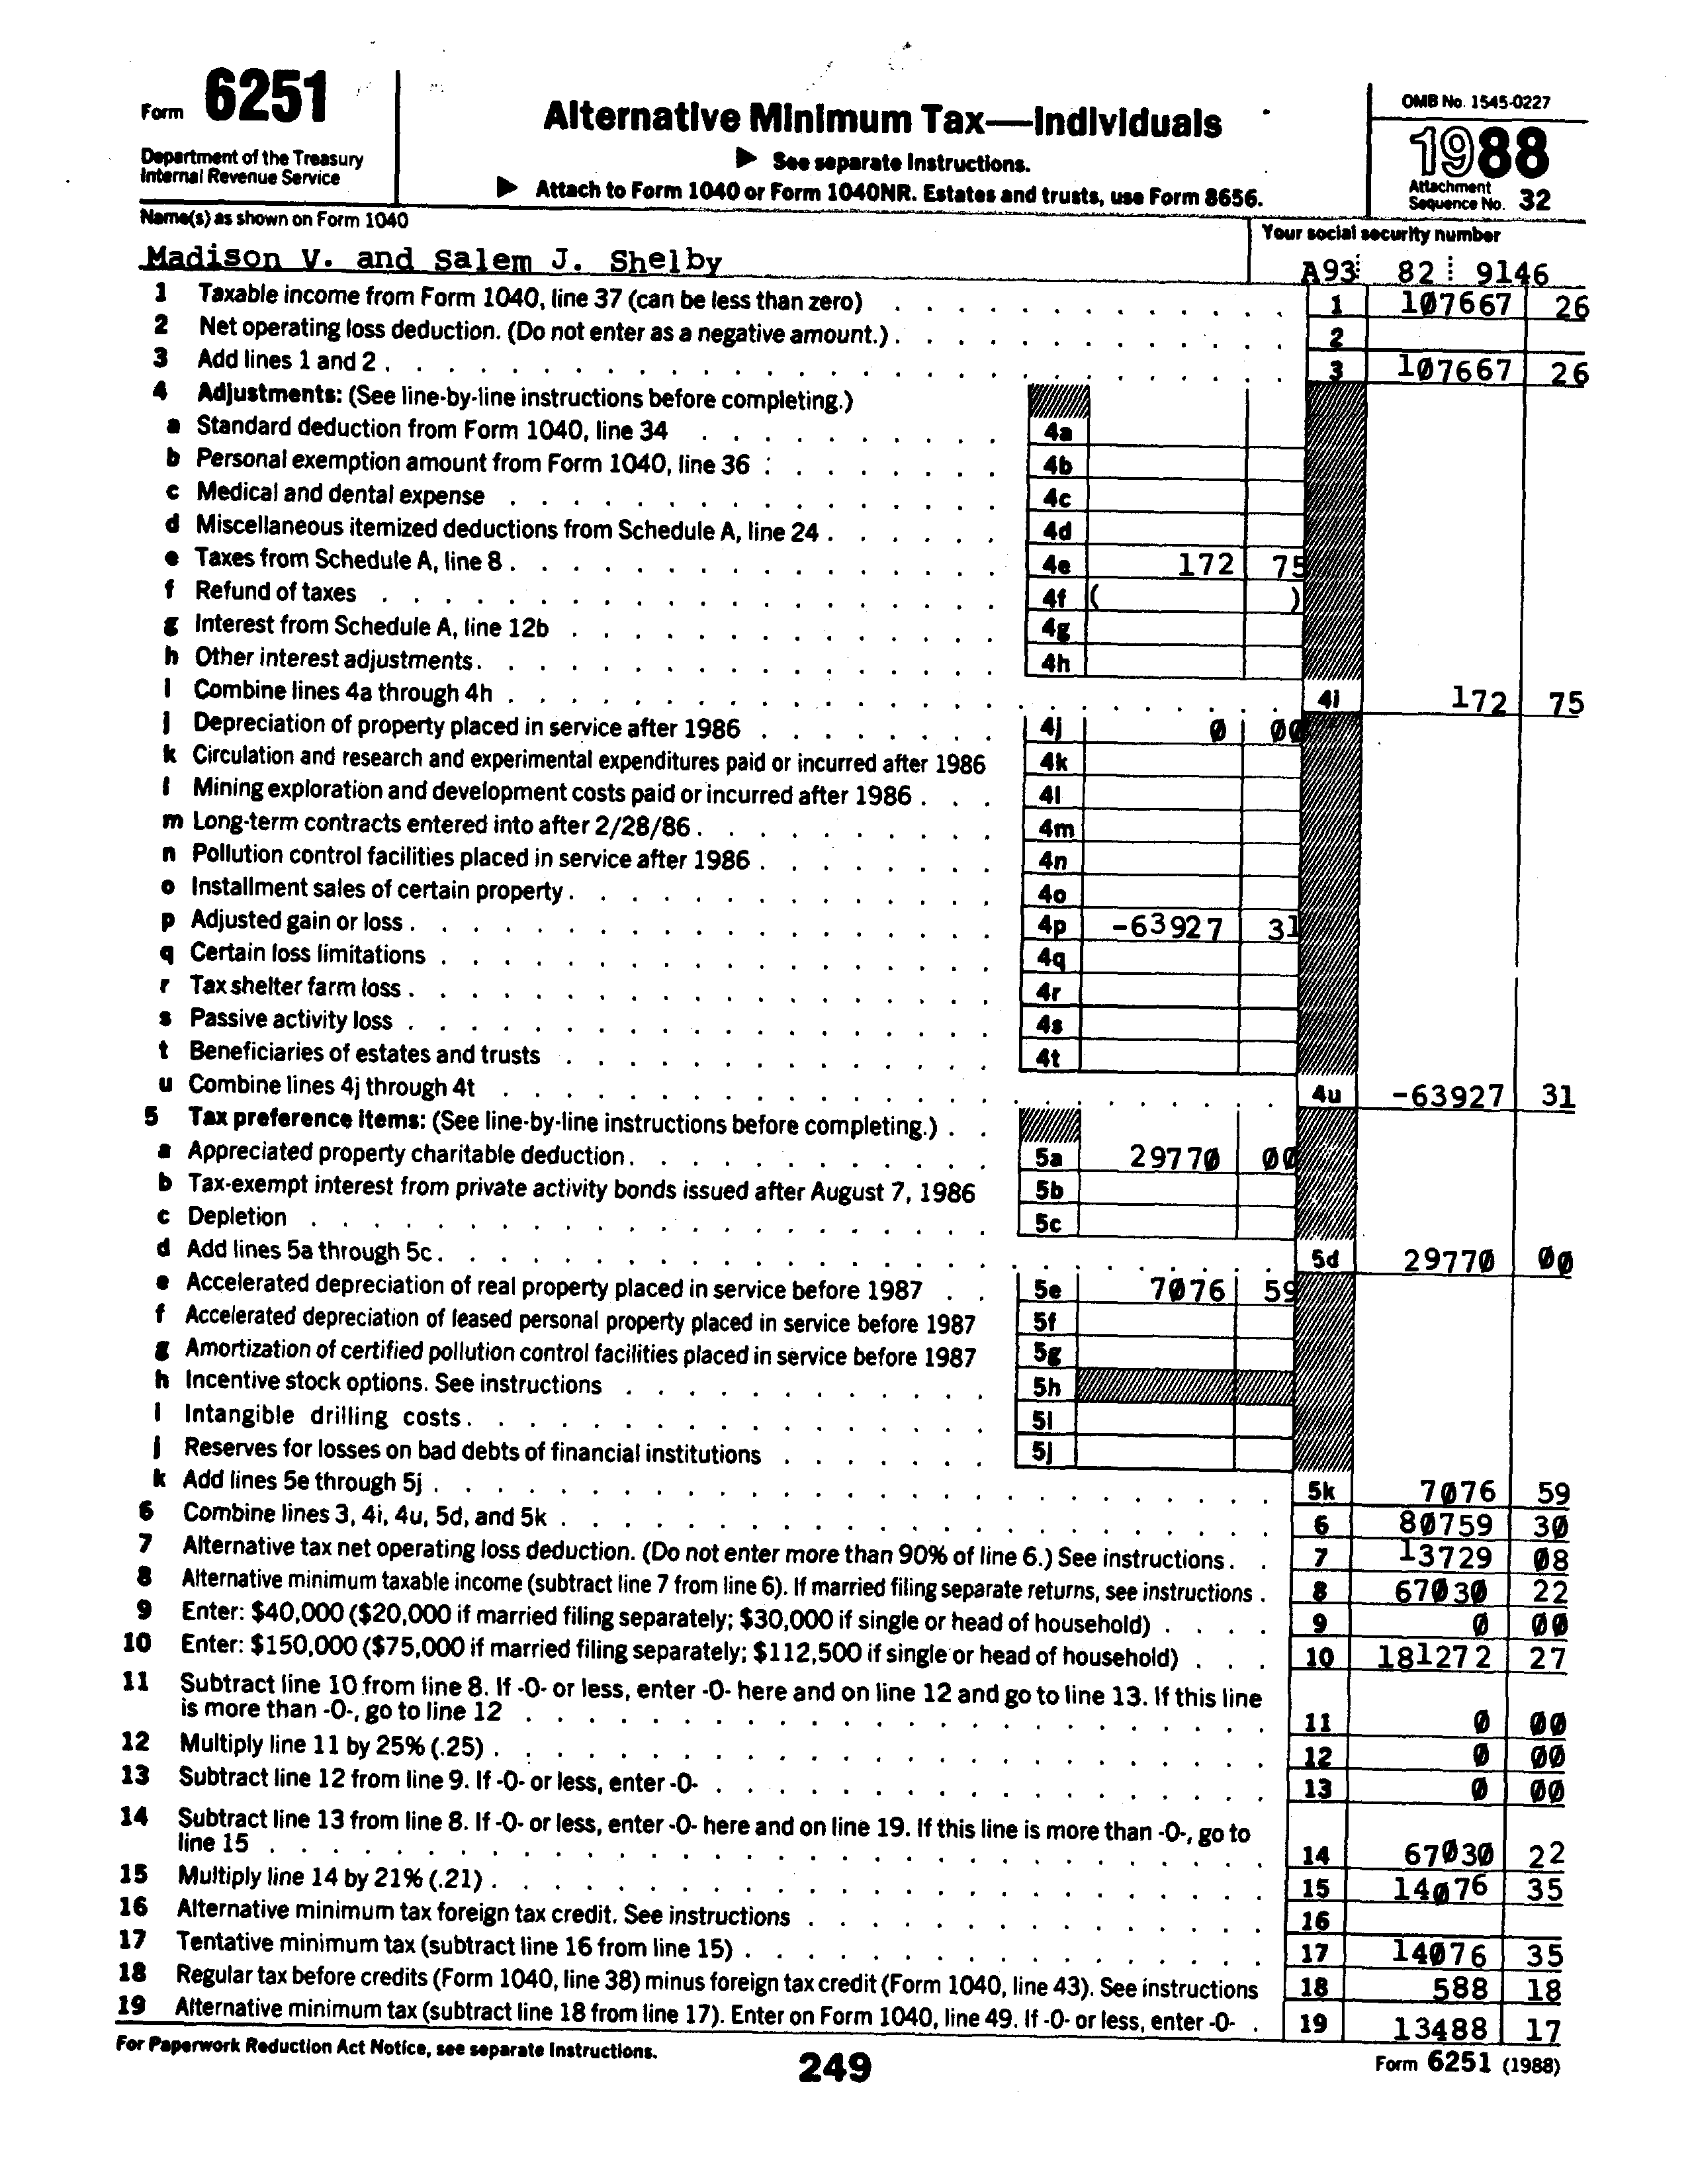 Form 6251
Department of the Treasury
Internal Revenue Service
Alternative Minimum Tax—Individuals
▶ See separate Instructions.
▶ Attach to Form 1040 or Form 1040NR. Estates and trusts, use Form 8656.
OMB No. 1545-0227
1988
Attachment
Sequence No. 32
Name(s) as shown on Form 1040
Your social security number
Madison V. and Salem J. Shelby
A93 82 9146
1 Taxable income from Form 1040, line 37 (can be less than zero) 1 107667 26
2 Net operating loss deduction. (Do not enter as a negative amount.) 2
3 Add lines 1 and 2 3 107667 26
4 Adjustments: (See line-by-line instructions before completing.)
a Standard deduction from Form 1040, line 34 4a
b Personal exemption amount from Form 1040, line 36 4b
c Medical and dental expense 4c
d Miscellaneous itemized deductions from Schedule A, line 24 4d
e Taxes from Schedule A, line 8 4e 172 75
f Refund of taxes 4f ( )
g Interest from Schedule A, line 12b 4g
h Other interest adjustments 4h
i Combine lines 4a through 4h 4i 172 75
j Depreciation of property placed in service after 1986 4j 0 00
k Circulation and research and experimental expenditures paid or incurred after 1986 4k
l Mining exploration and development costs paid or incurred after 1986 4l
m Long-term contracts entered into after 2/28/86 4m
n Pollution control facilities placed in service after 1986 4n
o Installment sales of certain property 4o
p Adjusted gain or loss 4p -63927 31
q Certain loss limitations 4q
r Tax shelter farm loss 4r
s Passive activity loss 4s
t Beneficiaries of estates and trusts 4t
u Combine lines 4j through 4t 4u -63927 31
5 Tax preference items: (See line-by-line instructions before completing.)
a Appreciated property charitable deduction 5a 29770 00
b Tax-exempt interest from private activity bonds issued after August 7, 1986 5b
c Depletion 5c
d Add lines 5a through 5c 5d 29770 00
e Accelerated depreciation of real property placed in service before 1987 5e 7076 59
f Accelerated depreciation of leased personal property placed in service before 1987 5f
g Amortization of certified pollution control facilities placed in service before 1987 5g
h Incentive stock options. See instructions 5h
i Intangible drilling costs 5i
j Reserves for losses on bad debts of financial institutions 5j
k Add lines 5e through 5j 5k 7076 59
6 Combine lines 3, 4i, 4u, 5d, and 5k 6 80759 30
7 Alternative tax net operating loss deduction. (Do not enter more than 90% of line 6.) See instructions 7 13729 08
8 Alternative minimum taxable income (subtract line 7 from line 6). If married filing separate returns, see instructions 8 67030 22
9 Enter: $40,000 ($20,000 if married filing separately; $30,000 if single or head of household) 9 0 00
10 Enter: $150,000 ($75,000 if married filing separately; $112,500 if single or head of household) 10 181272 27
11 Subtract line 10 from line 8. If -0- or less, enter -0- here and on line 12 and go to line 13. If this line
is more than -0-, go to line 12 11 0 00
12 Multiply line 11 by 25% (.25) 12 0 00
13 Subtract line 12 from line 9. If -0- or less, enter -0- 13 0 00
14 Subtract line 13 from line 8. If -0- or less, enter -0- here and on line 19. If this line is more than -0-, go to
line 15 14 67030 22
15 Multiply line 14 by 21% (.21) 15 14076 35
16 Alternative minimum tax foreign tax credit. See instructions 16
17 Tentative minimum tax (subtract line 16 from line 15) 17 14076 35
18 Regular tax before credits (Form 1040, line 38) minus foreign tax credit (Form 1040, line 43). See instructions 18 588 18
19 Alternative minimum tax (subtract line 18 from line 17). Enter on Form 1040, line 49. If -0- or less, enter -0- 19 13488 17
For Paperwork Reduction Act Notice, see separate Instructions.
249
Form 6251 (1988)